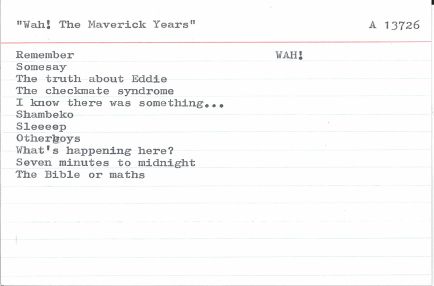 "Wah! The Maverick Years" A 13726
Remember WAH!
Somesay
The truth about Eddie
The checkmate syndrome
I know there was something...
Shambeko
Sleeeep
Otherboys
What's happening here?
Seven minutes to midnight
The Bible or maths